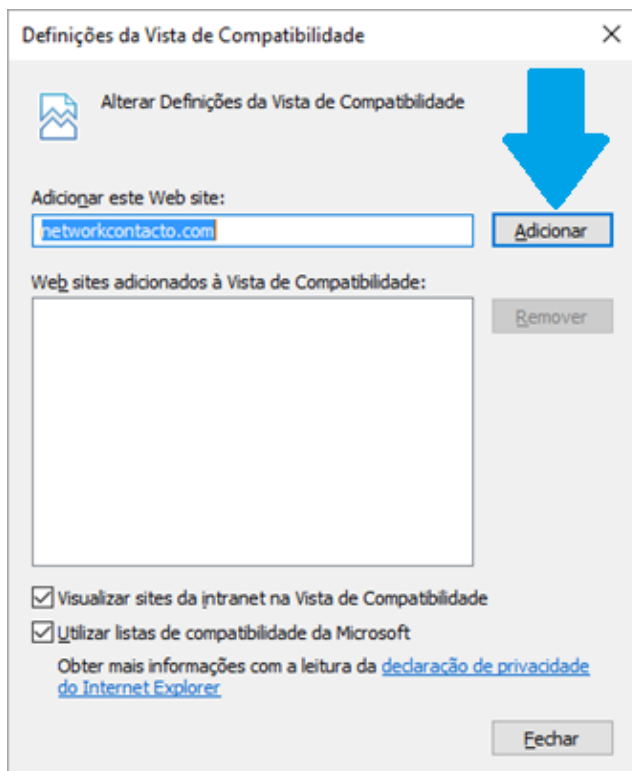 Definições da Vista de Compatibilidade
Alterar Definições da Vista de Compatibilidade
Adicionar este Web site:
networkcontacto.com
Adicionar
Web sites adicionados à Vista de Compatibilidade:
Remover
Visualizar sites da intranet na Vista de Compatibilidade
Utilizar listas de compatibilidade da Microsoft
Obter mais informações com a leitura da declaração de privacidade
do Internet Explorer
Fechar